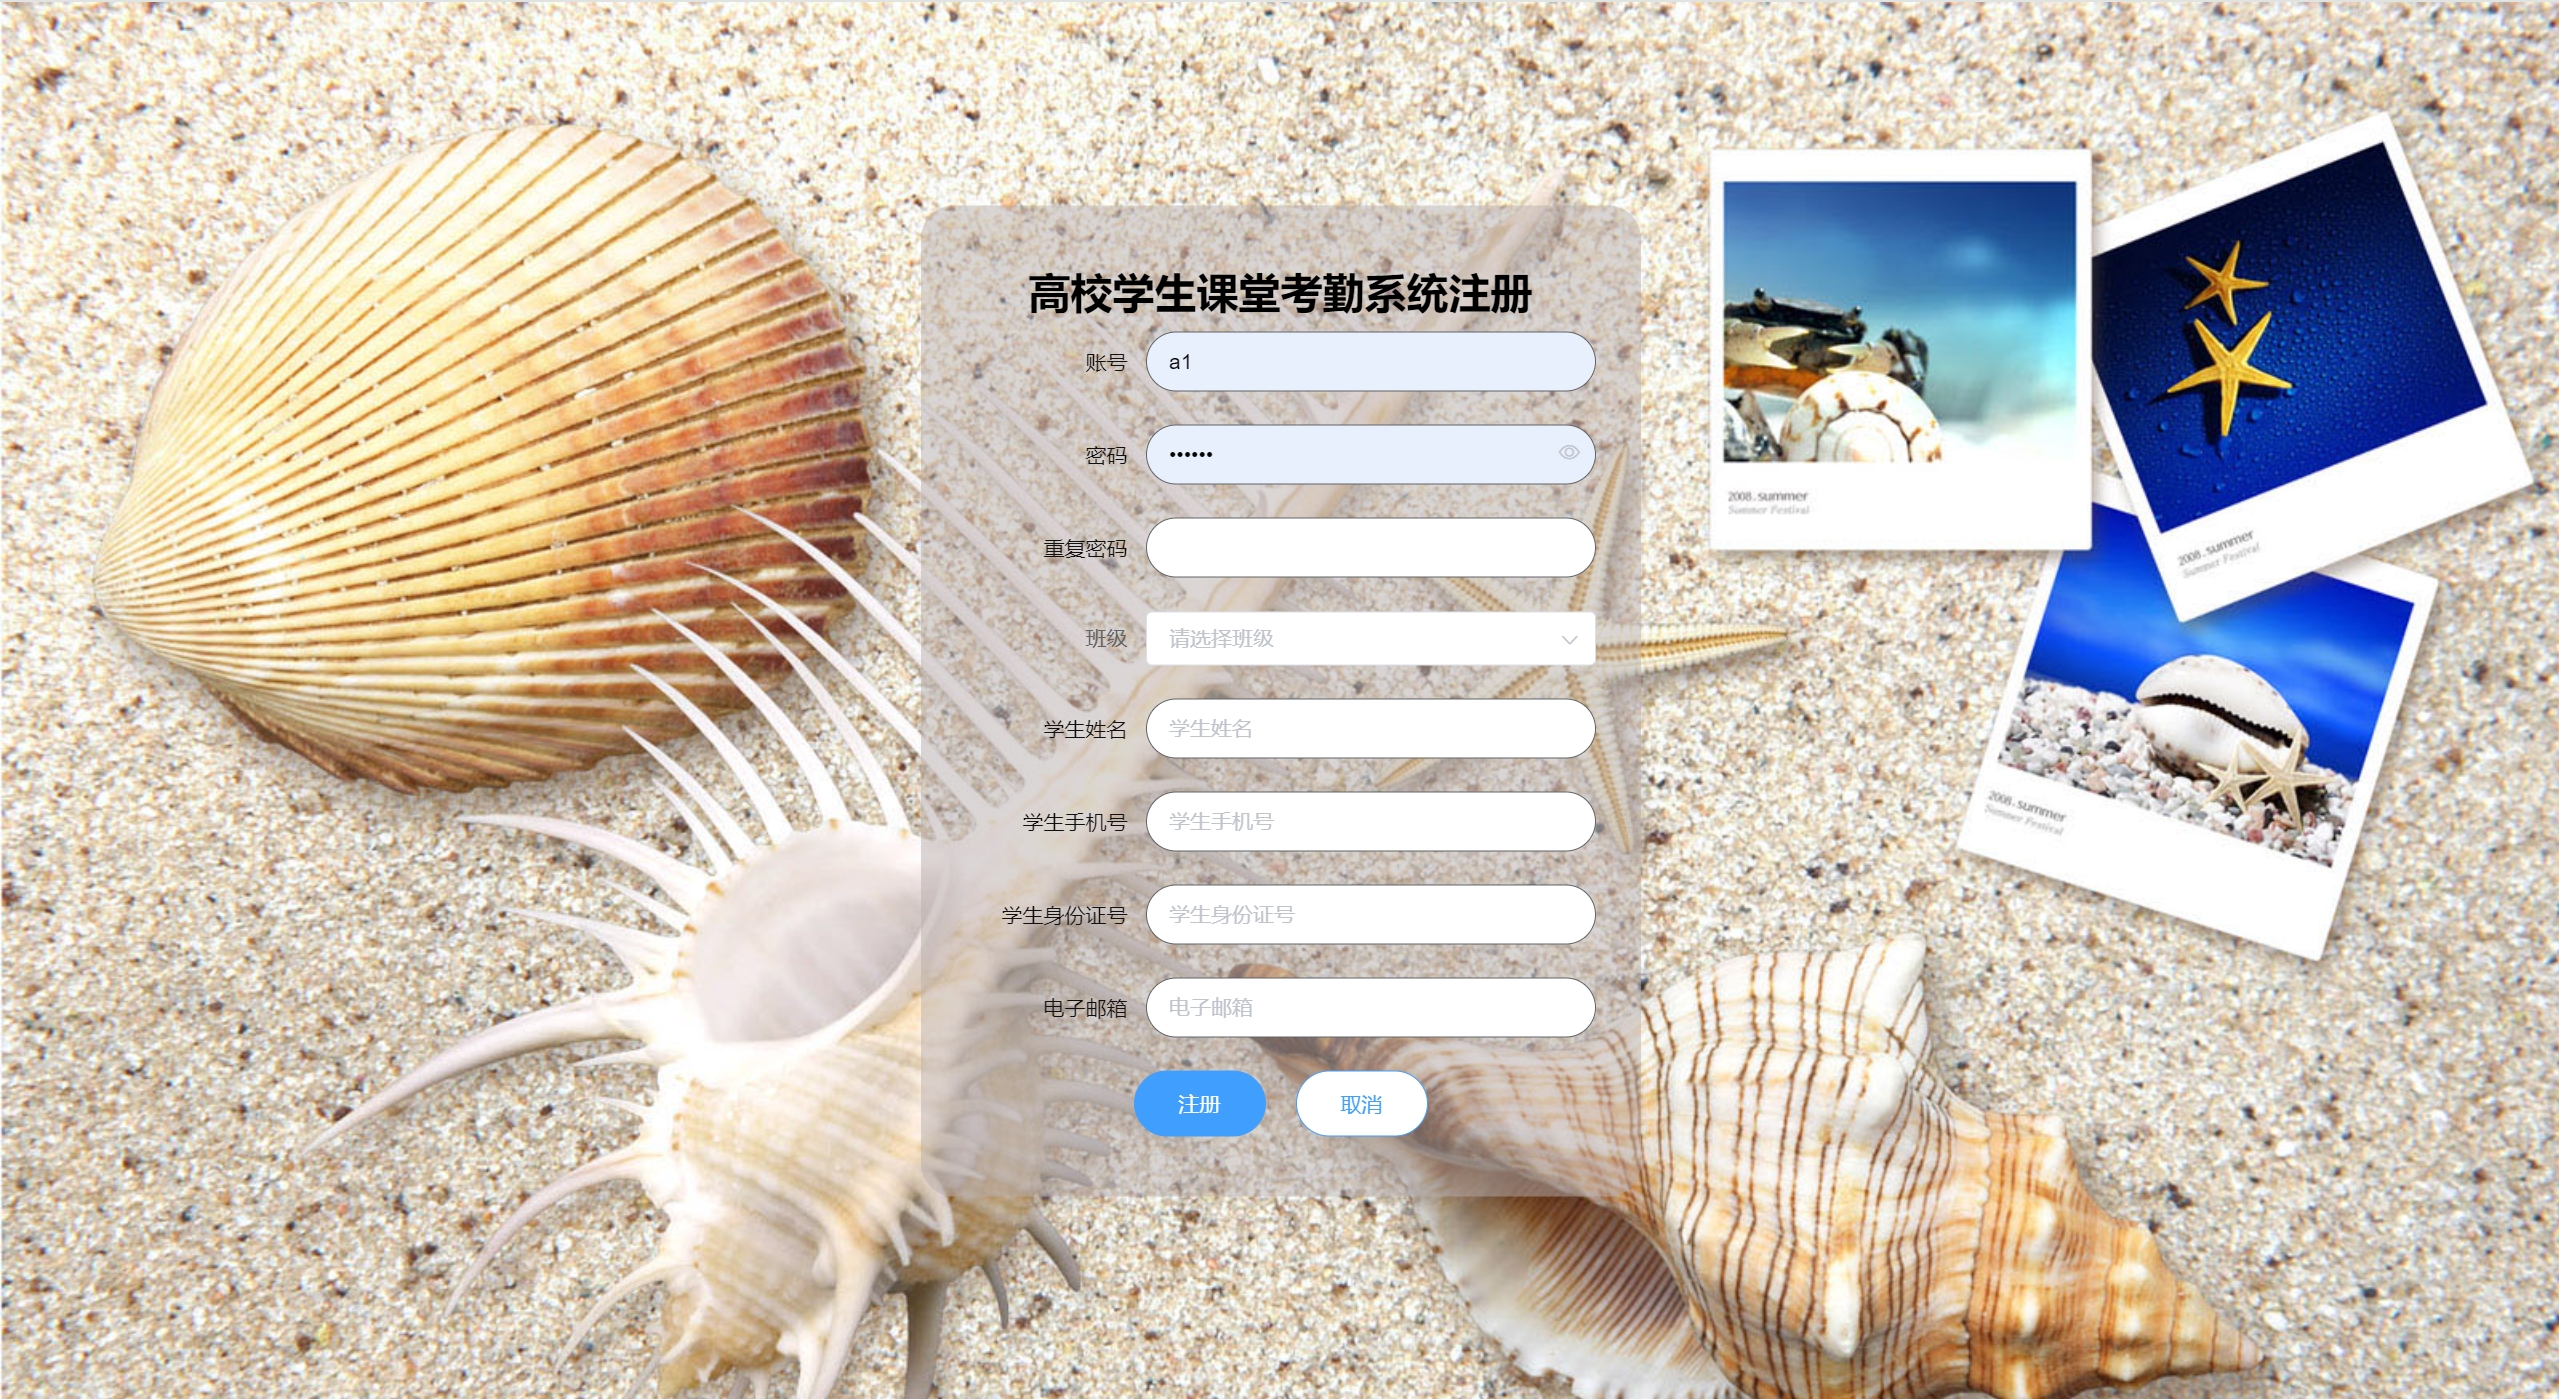 高校学生课堂考勤系统注册
账号 a1
密码 ••••••
重复密码
班级 请选择班级
学生姓名 学生姓名
学生手机号 学生手机号
学生身份证号 学生身份证号
电子邮箱 电子邮箱
注册 取消
2008.summer
Summer Festival
2008.summer
Summer Festival
2008.summer
Summer Festival